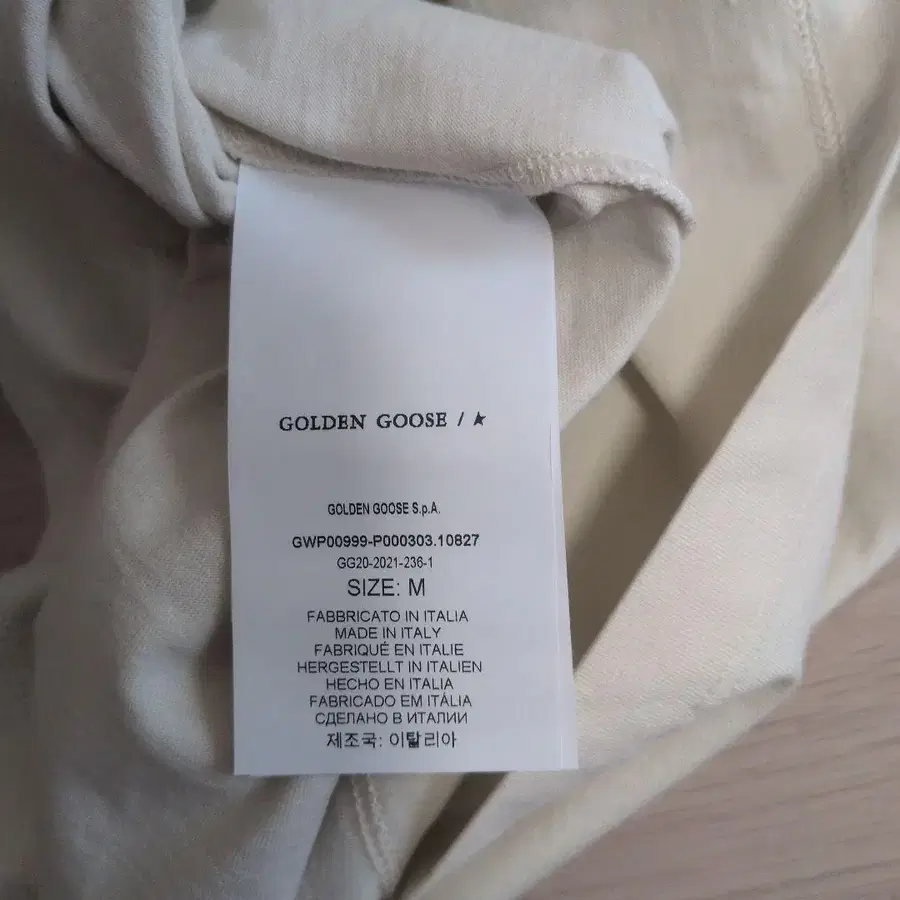 GOLDEN GOOSE / ★
GOLDEN GOOSE S.p.A.
GWP00999-P000303.10827
GG20-2021-236-1
SIZE: M
FABBRICATO IN ITALIA
MADE IN ITALY
FABRIQUÉ EN ITALIE
HERGESTELLT IN ITALIEN
HECHO EN ITALIA
FABRICADO EM ITÁLIA
СДЕЛАНО В ИТАЛИИ
제조국: 이탈리아